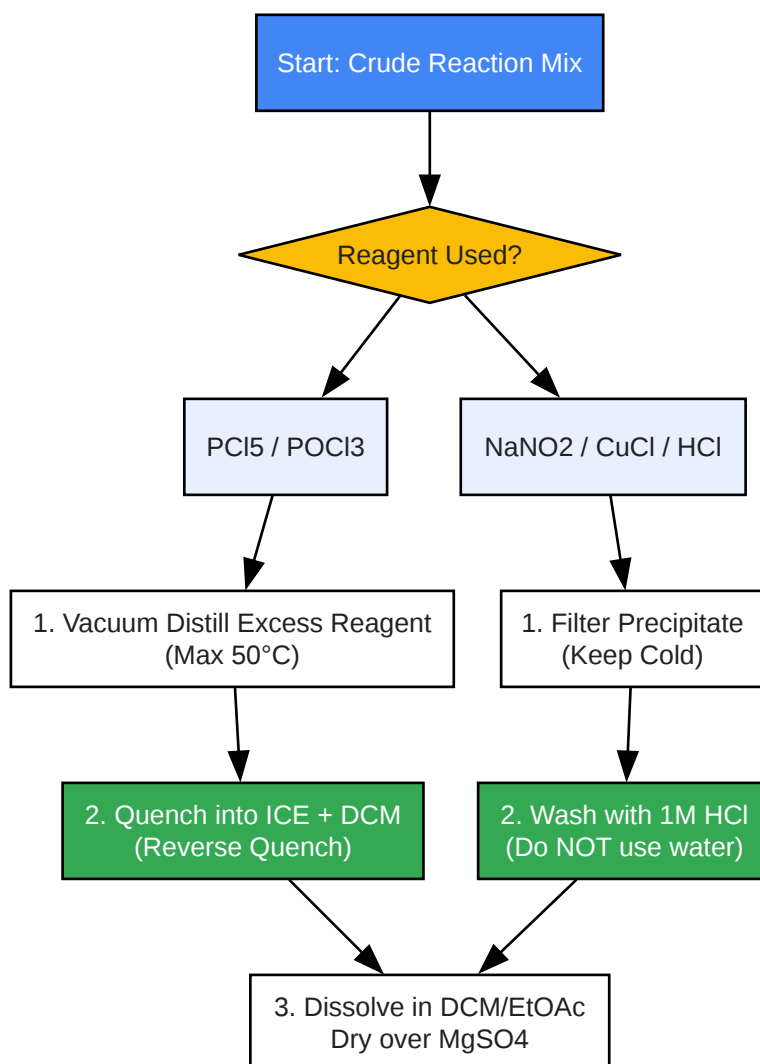 Start: Crude Reaction Mix
Reagent Used?
PCl5 / POCl3
NaNO2 / CuCl / HCl
1. Vacuum Distill Excess Reagent
(Max 50°C)
1. Filter Precipitate
(Keep Cold)
2. Quench into ICE + DCM
(Reverse Quench)
2. Wash with 1M HCl
(Do NOT use water)
3. Dissolve in DCM/EtOAc
Dry over MgSO4